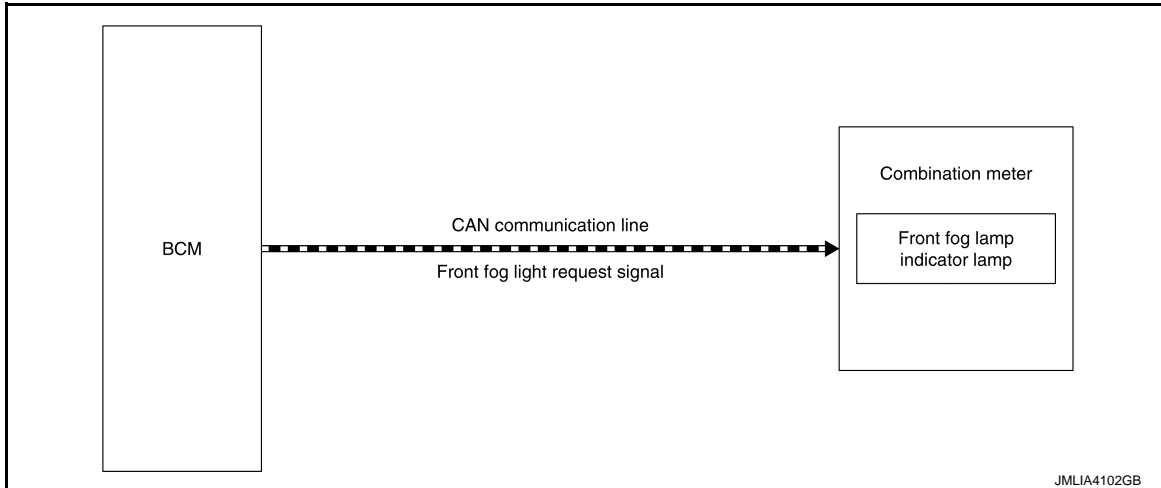 BCM
CAN communication line
Front fog light request signal
Combination meter
Front fog lamp
indicator lamp
JMLIA4102GB